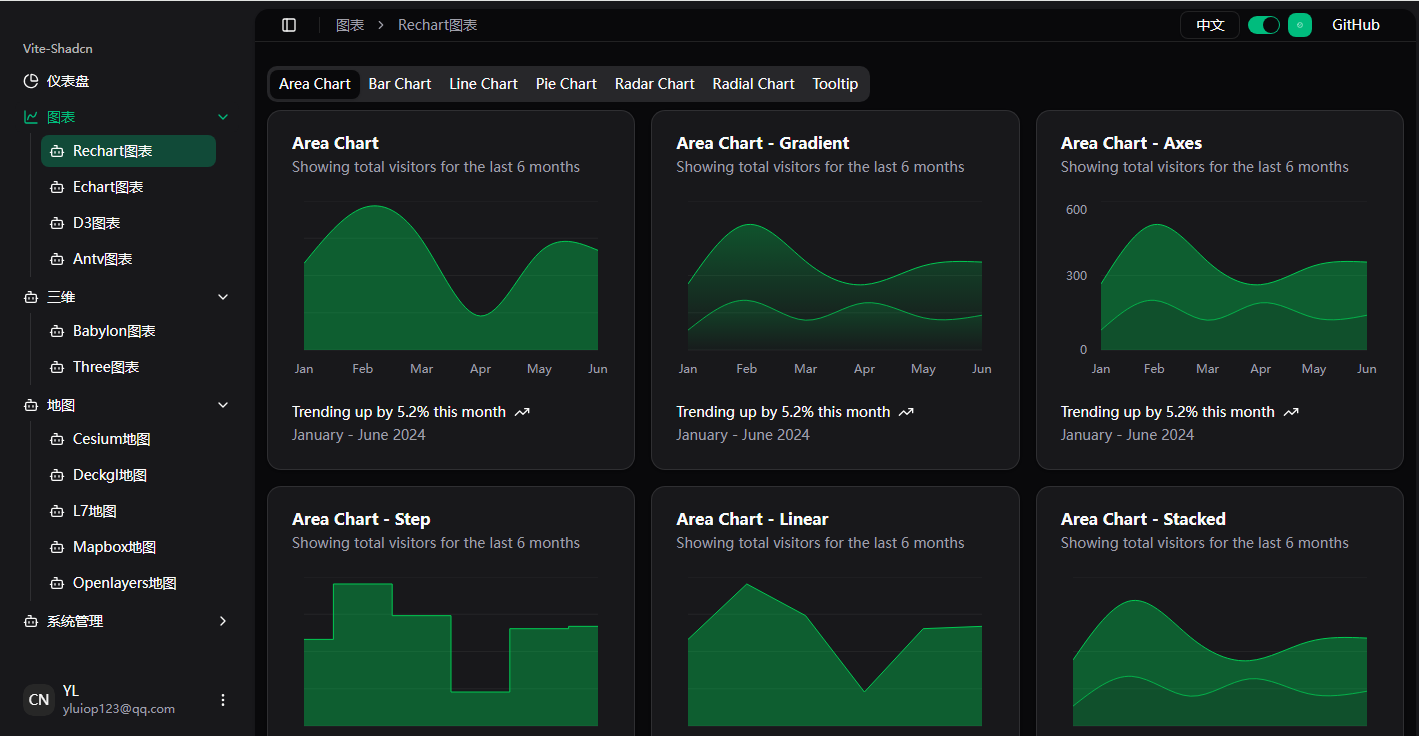 Vite-Shadcn
仪表盘
图表
Rechart图表
Echart图表
D3图表
Antv图表
三维
Babylon图表
Three图表
地图
Cesium地图
Deckgl地图
L7地图
Mapbox地图
Openlayers地图
系统管理
CN
YL
yluiop123@qq.com
图表 > Rechart图表
中文
GitHub
Area Chart Bar Chart Line Chart Pie Chart Radar Chart Radial Chart Tooltip
Area Chart
Showing total visitors for the last 6 months
Jan Feb Mar Apr May Jun
Trending up by 5.2% this month
January - June 2024
Area Chart - Gradient
Showing total visitors for the last 6 months
Jan Feb Mar Apr May Jun
Trending up by 5.2% this month
January - June 2024
Area Chart - Axes
Showing total visitors for the last 6 months
600
300
0
Jan Feb Mar Apr May Jun
Trending up by 5.2% this month
January - June 2024
Area Chart - Step
Showing total visitors for the last 6 months
Area Chart - Linear
Showing total visitors for the last 6 months
Area Chart - Stacked
Showing total visitors for the last 6 months